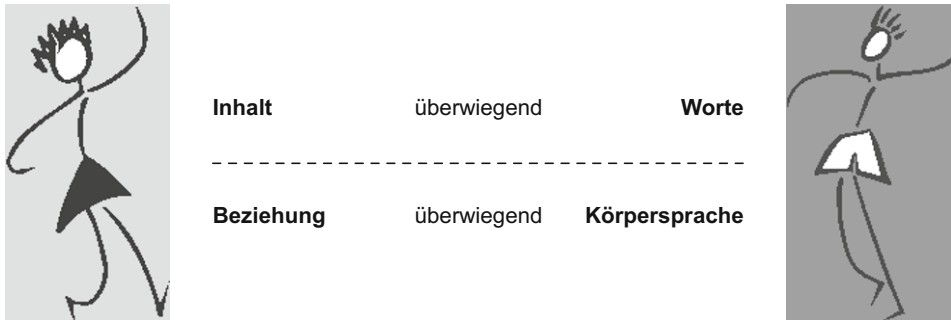 Inhalt überwiegend Worte
Beziehung überwiegend Körpersprache